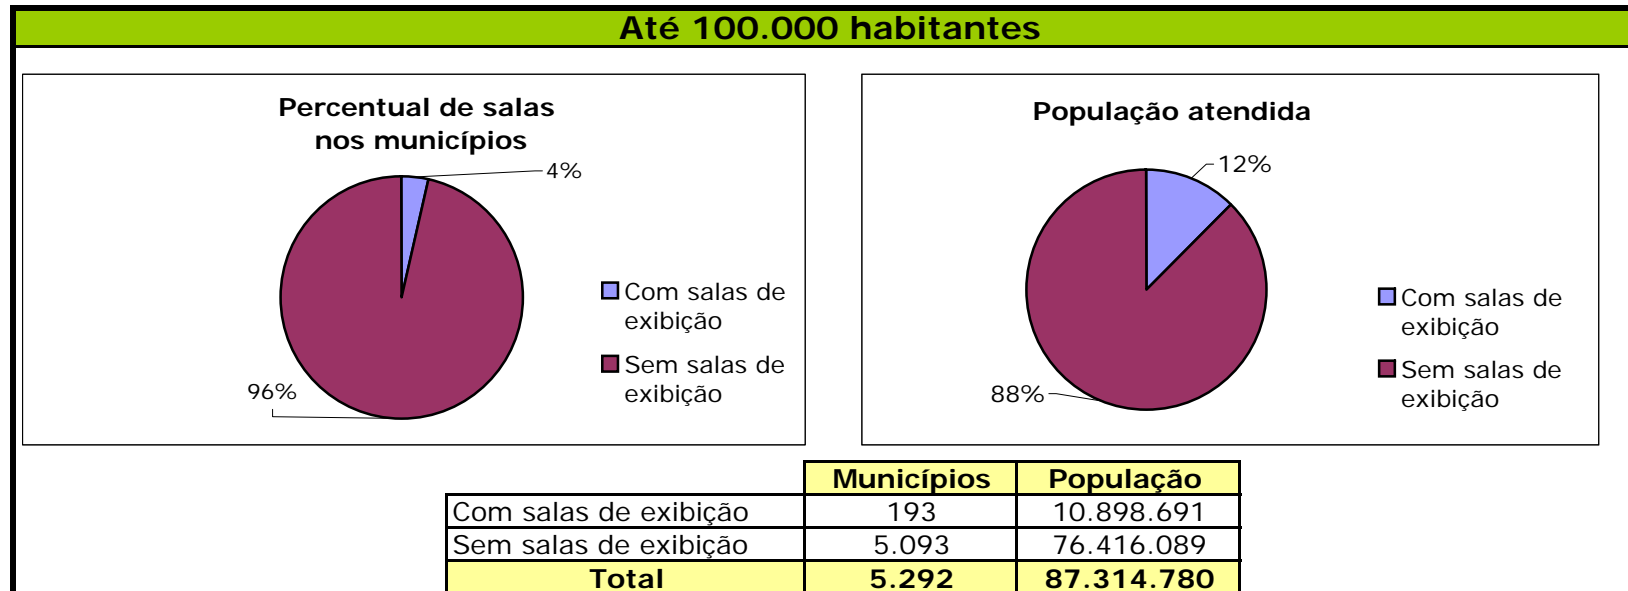 Até 100.000 habitantes
Percentual de salas
nos municípios
4%
96%
Com salas de
exibição
Sem salas de
exibição
População atendida
12%
88%
Com salas de
exibição
Sem salas de
exibição
Municípios População
Com salas de exibição 193 10.898.691
Sem salas de exibição 5.093 76.416.089
Total 5.292 87.314.780